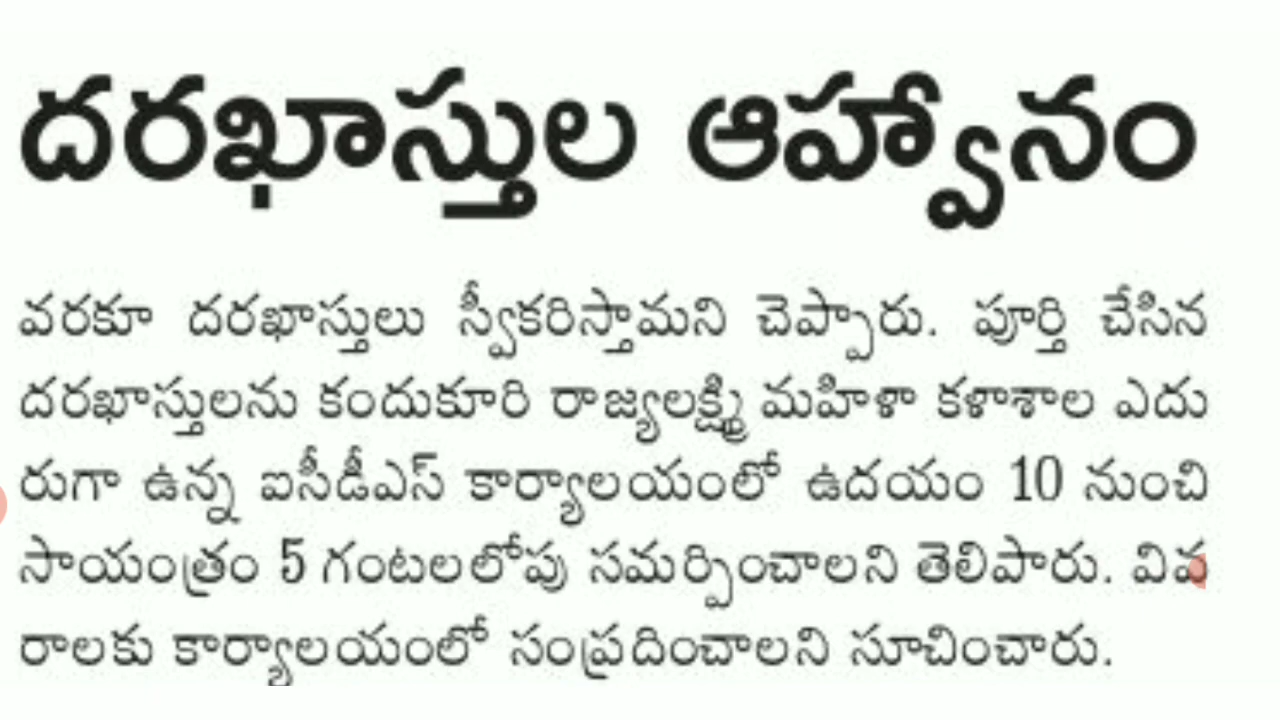 దరఖాస్తుల ఆహ్వానం
వరకూ దరఖాస్తులు స్వీకరిస్తామని చెప్పారు. పూర్తి చేసిన
దరఖాస్తులను కందుకూరి రాజ్యలక్ష్మి మహిళా కళాశాల ఎదు
రుగా ఉన్న ఐసీడీఎస్ కార్యాలయంలో ఉదయం 10 నుంచి
సాయంత్రం 5 గంటలలోపు సమర్పించాలని తెలిపారు. వివ
రాలకు కార్యాలయంలో సంప్రదించాలని సూచించారు.